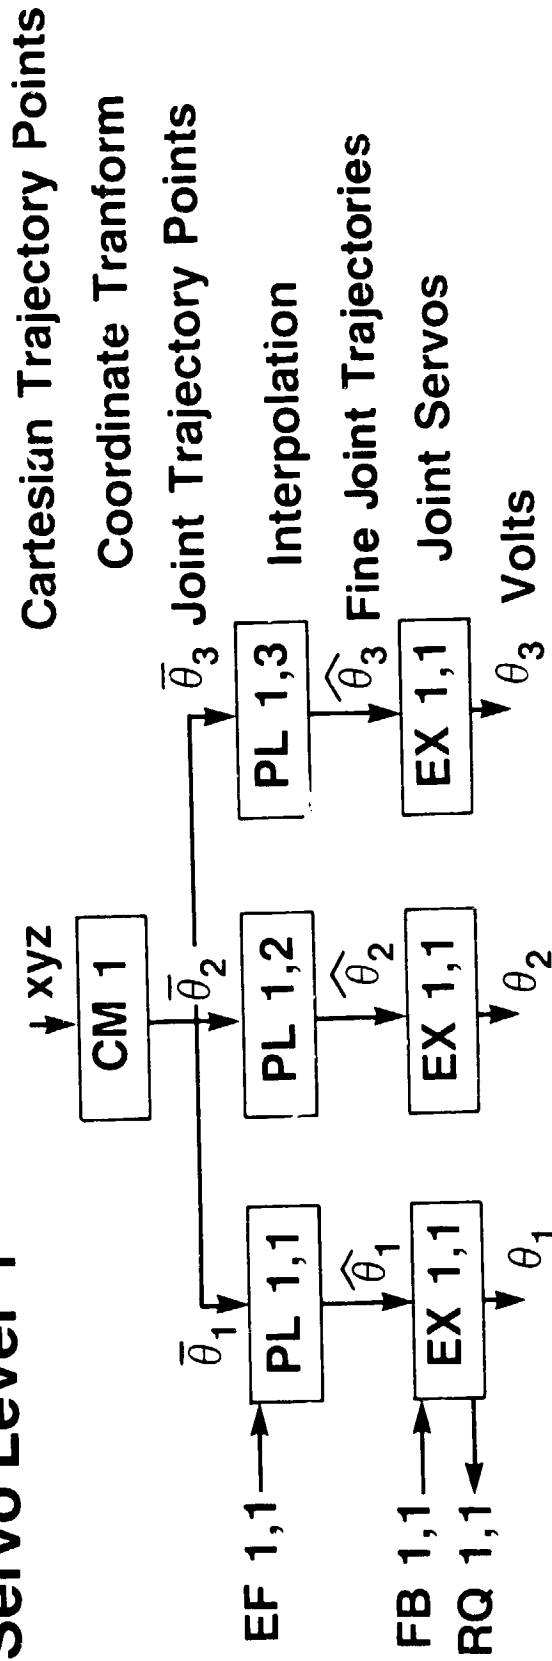 Servo Level 1
xyz
Cartesian Trajectory Points
CM 1
Coordinate Tranform
θ̅₁
θ̅₂
θ̅₃
Joint Trajectory Points
EF 1,1
PL 1,1
PL 1,2
PL 1,3
Interpolation
θ̂₁
θ̂₂
θ̂₃
Fine Joint Trajectories
FB 1,1
RQ 1,1
EX 1,1
EX 1,1
EX 1,1
Joint Servos
θ₁
θ₂
θ₃
Volts